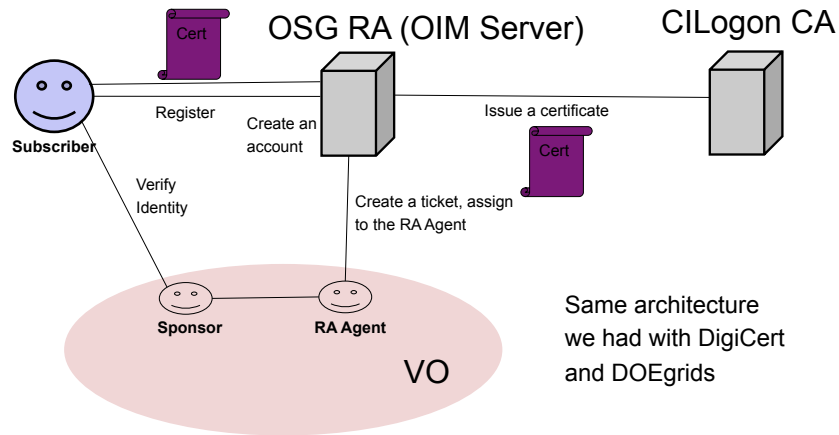 OSG RA (OIM Server)
CILogon CA
Cert
Register
Create an
account
Issue a certificate
Cert
Subscriber
Verify
Identity
Create a ticket, assign
to the RA Agent
Sponsor
RA Agent
VO
Same architecture
we had with DigiCert
and DOEgrids